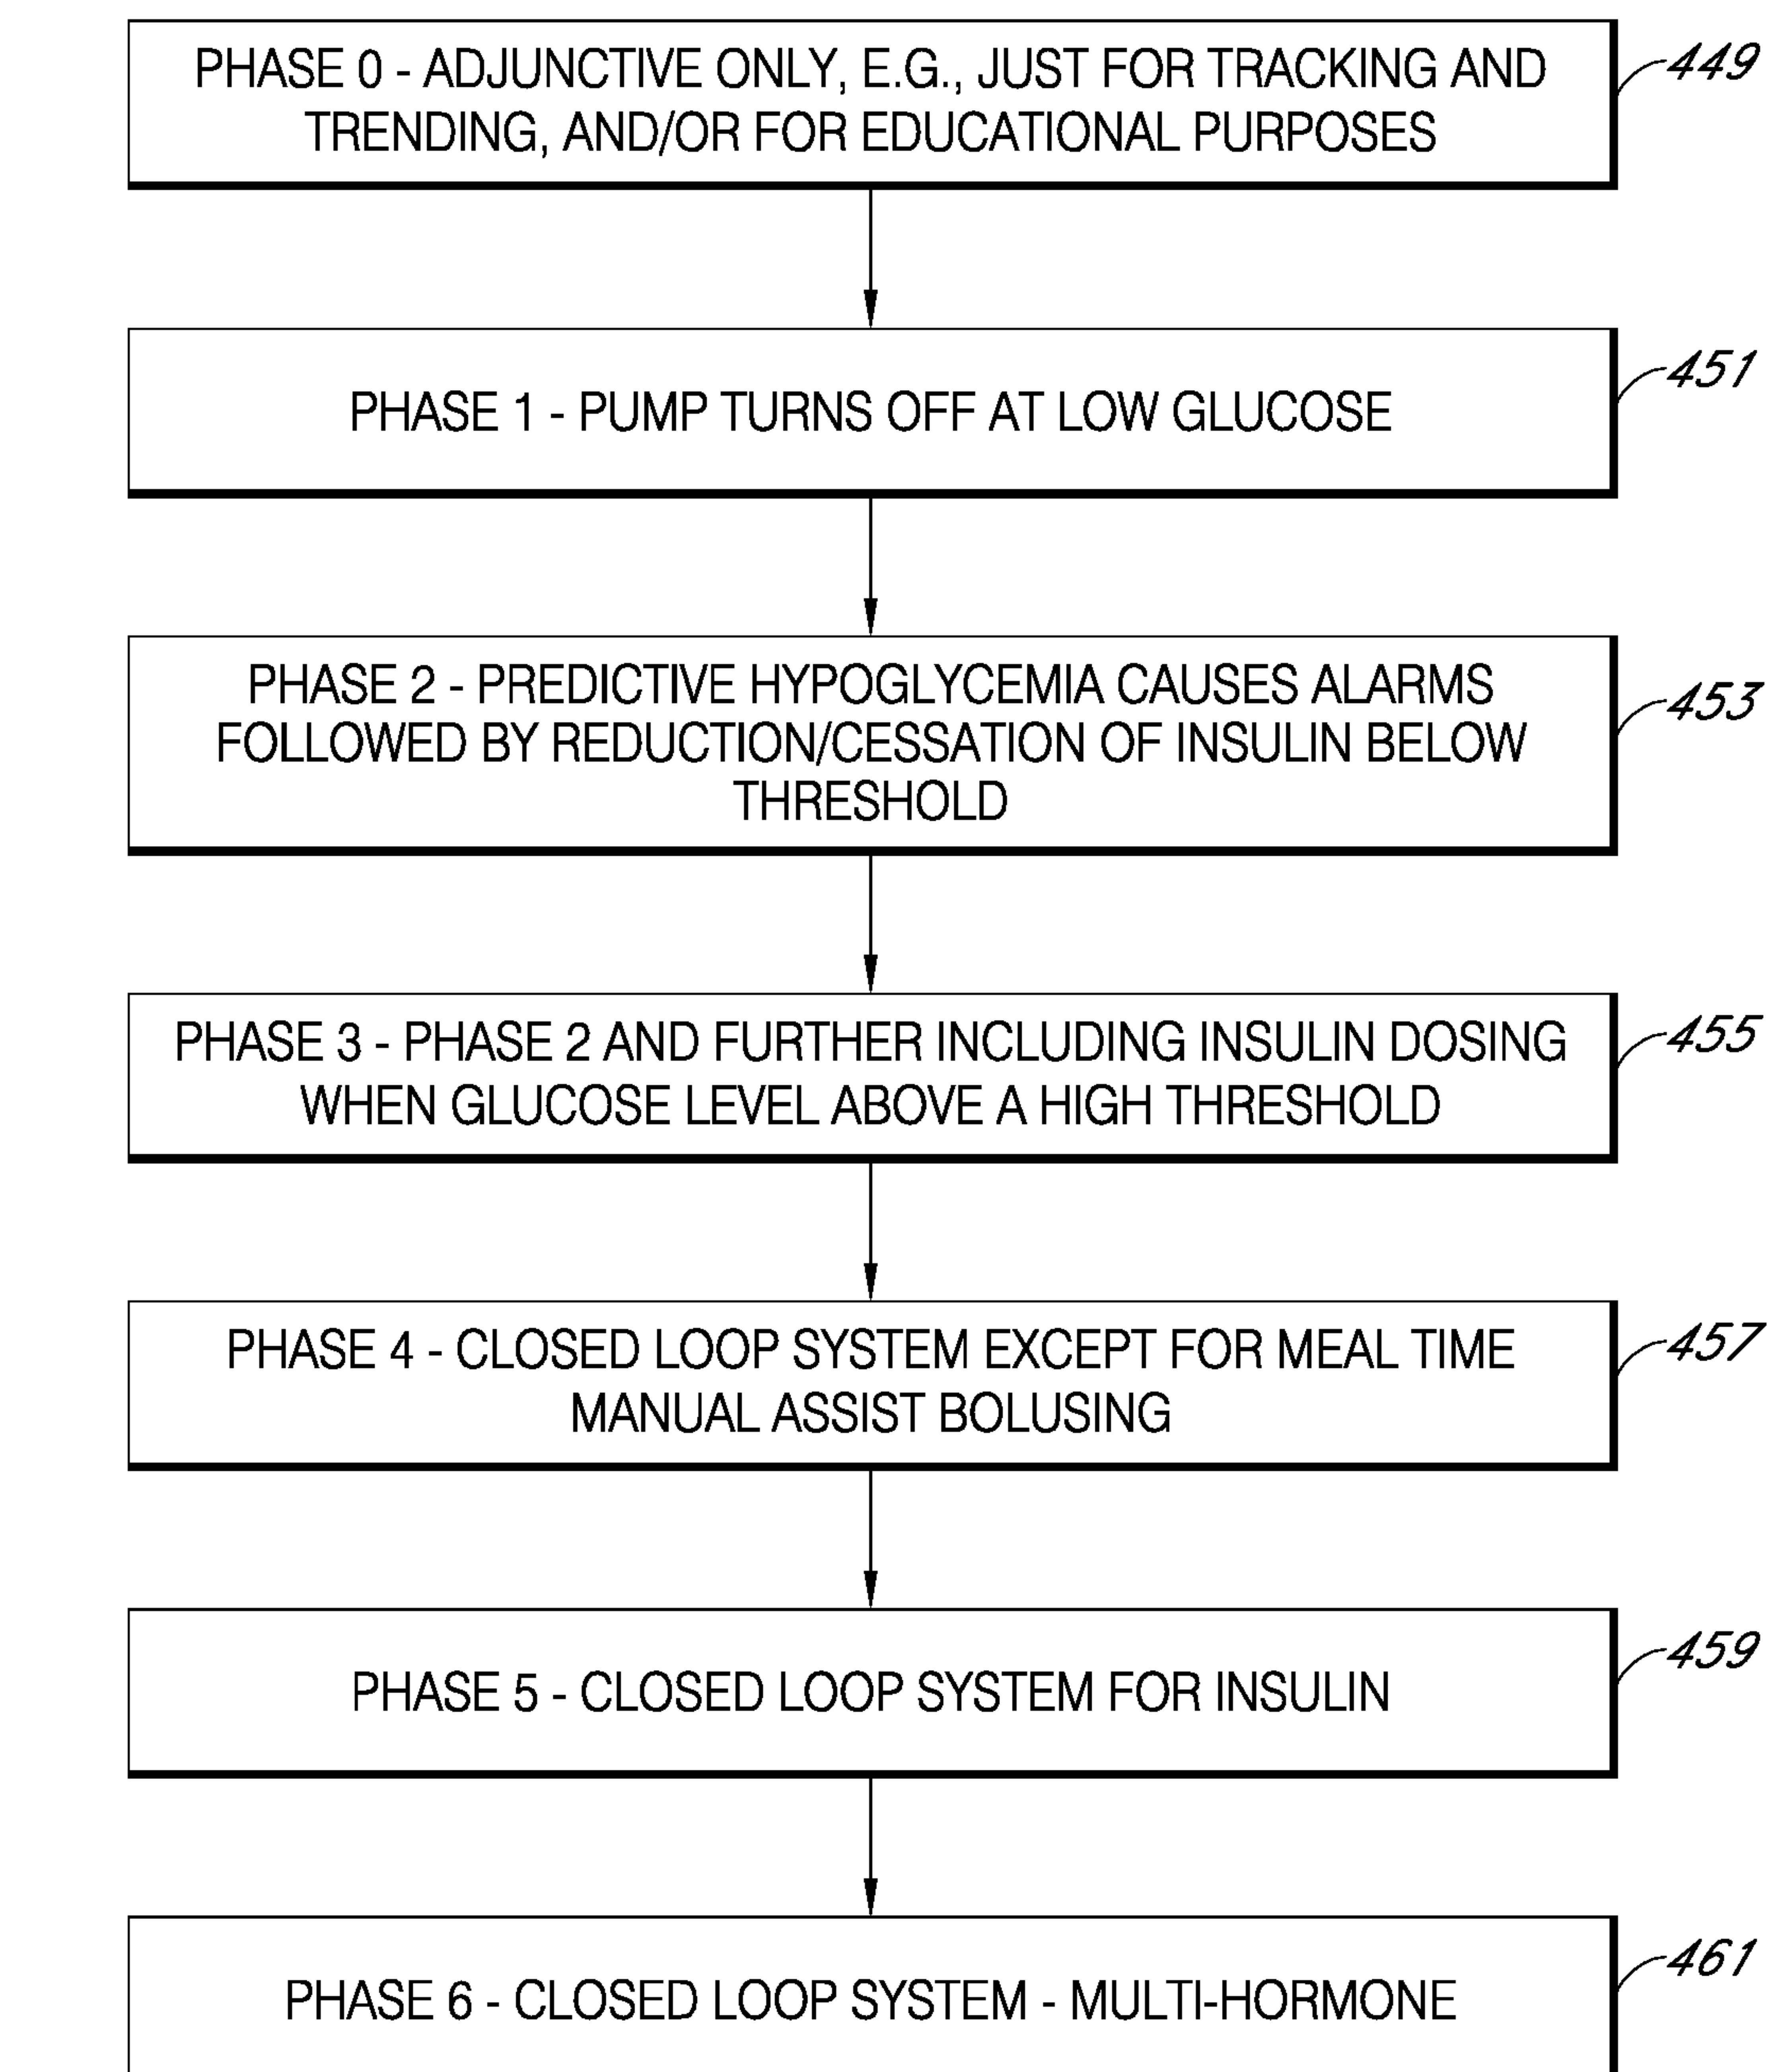 PHASE 0 - ADJUNCTIVE ONLY, E.G., JUST FOR TRACKING AND
TRENDING, AND/OR FOR EDUCATIONAL PURPOSES
449
PHASE 1 - PUMP TURNS OFF AT LOW GLUCOSE
451
PHASE 2 - PREDICTIVE HYPOGLYCEMIA CAUSES ALARMS
FOLLOWED BY REDUCTION/CESSATION OF INSULIN BELOW
THRESHOLD
453
PHASE 3 - PHASE 2 AND FURTHER INCLUDING INSULIN DOSING
WHEN GLUCOSE LEVEL ABOVE A HIGH THRESHOLD
455
PHASE 4 - CLOSED LOOP SYSTEM EXCEPT FOR MEAL TIME
MANUAL ASSIST BOLUSING
457
PHASE 5 - CLOSED LOOP SYSTEM FOR INSULIN
459
PHASE 6 - CLOSED LOOP SYSTEM - MULTI-HORMONE
461